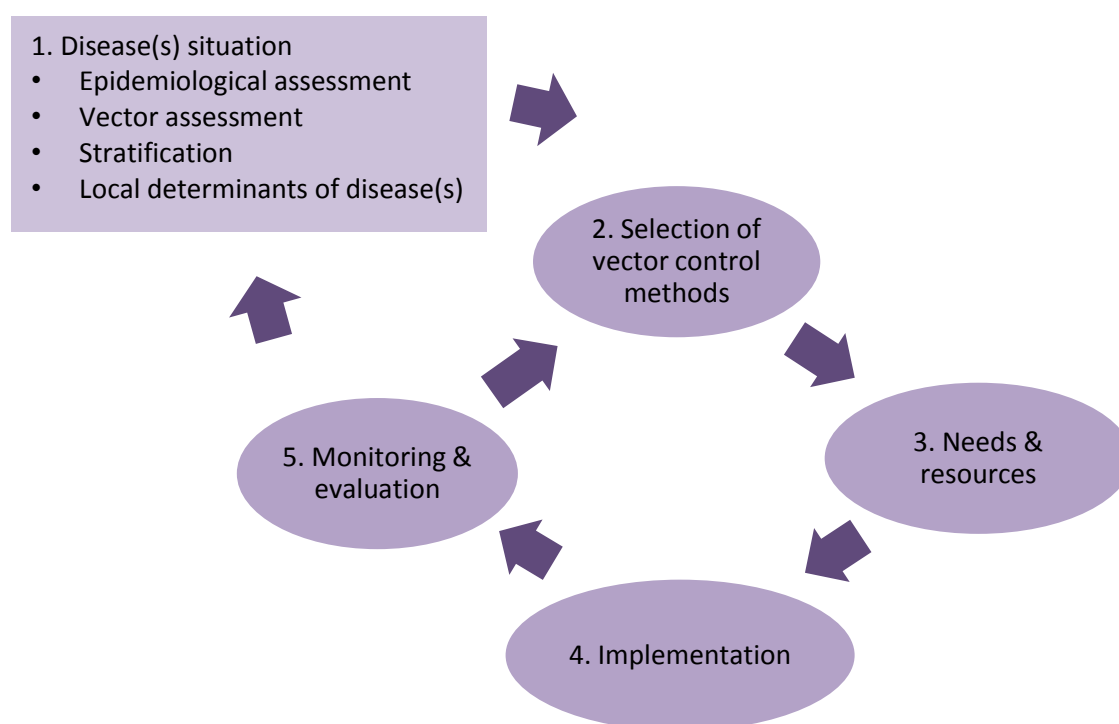 1. Disease(s) situation
• Epidemiological assessment
• Vector assessment
• Stratification
• Local determinants of disease(s)
2. Selection of
vector control
methods
3. Needs &
resources
4. Implementation
5. Monitoring &
evaluation